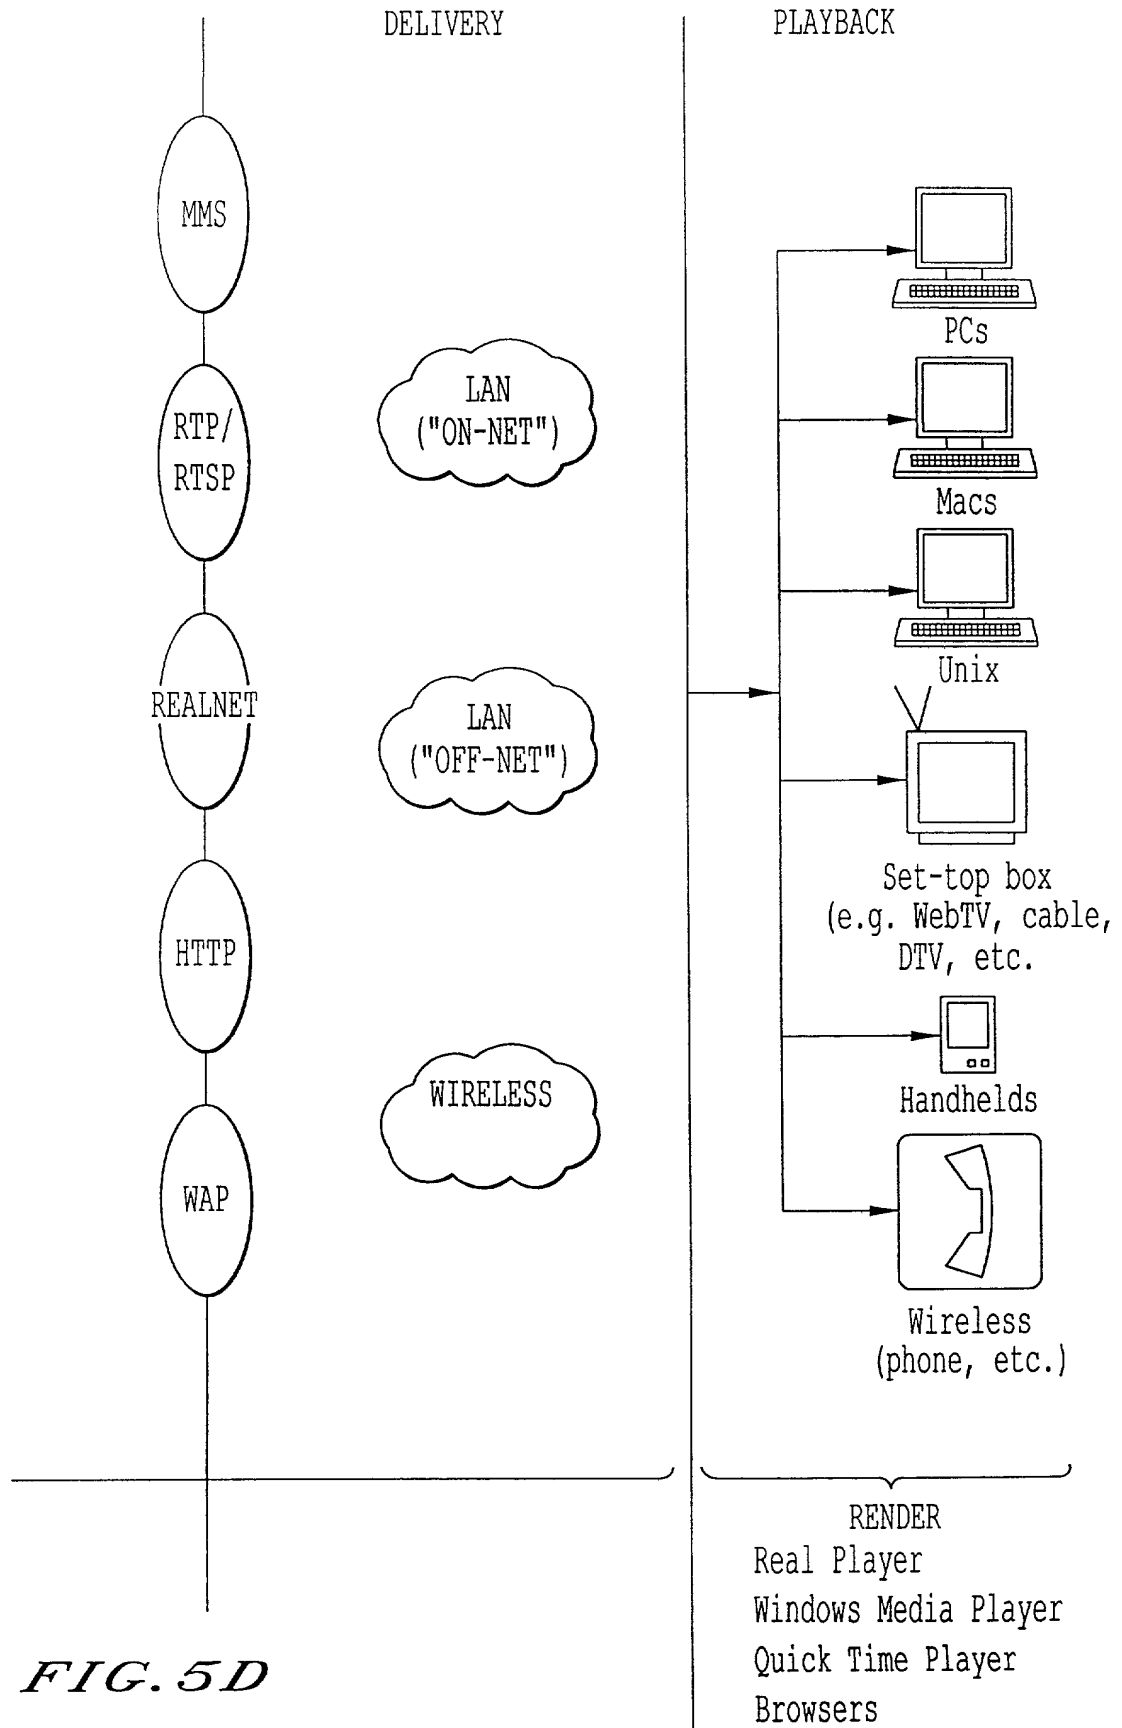 DELIVERY
PLAYBACK
MMS
RTP/
RTSP
REALNET
HTTP
WAP
LAN
("ON-NET")
LAN
("OFF-NET")
WIRELESS
PCs
Macs
Unix
Set-top box
(e.g. WebTV, cable,
DTV, etc.
Handhelds
Wireless
(phone, etc.)
RENDER
Real Player
Windows Media Player
Quick Time Player
Browsers
FIG. 5D